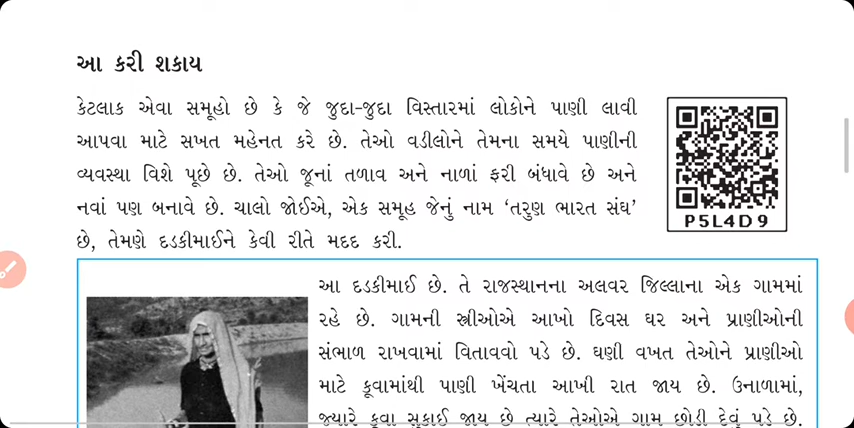 આ કરી શકાય
કેટલાક એવા સમૂહો છે કે જે જુદા-જુદા વિસ્તારમાં લોકોને પાણી લાવી
આપવા માટે સખત મહેનત કરે છે. તેઓ વડીલોને તેમના સમયે પાણીની
વ્યવસ્થા વિશે પૂછે છે. તેઓ જૂનાં તળાવ અને નાળાં ફરી બંધાવે છે અને
નવાં પણ બનાવે છે. ચાલો જોઈએ, એક સમૂહ જેનું નામ ‘તરુણ ભારત સંઘ’
છે, તેમણે દડકીમાઈને કેવી રીતે મદદ કરી.
P5L4D9
આ દડકીમાઈ છે. તે રાજસ્થાનના અલવર જિલ્લાના એક ગામમાં
રહે છે. ગામની સ્ત્રીઓએ આખો દિવસ ઘર અને પ્રાણીઓની
સંભાળ રાખવામાં વિતાવવો પડે છે. ઘણી વખત તેઓને પ્રાણીઓ
માટે કૂવામાંથી પાણી ખેંચતા આખી રાત જાય છે. ઉનાળામાં,
જ્યારે કૂવા સુકાઈ જાય છે ત્યારે તેઓએ ગામ છોડી દેવું પડે છે.